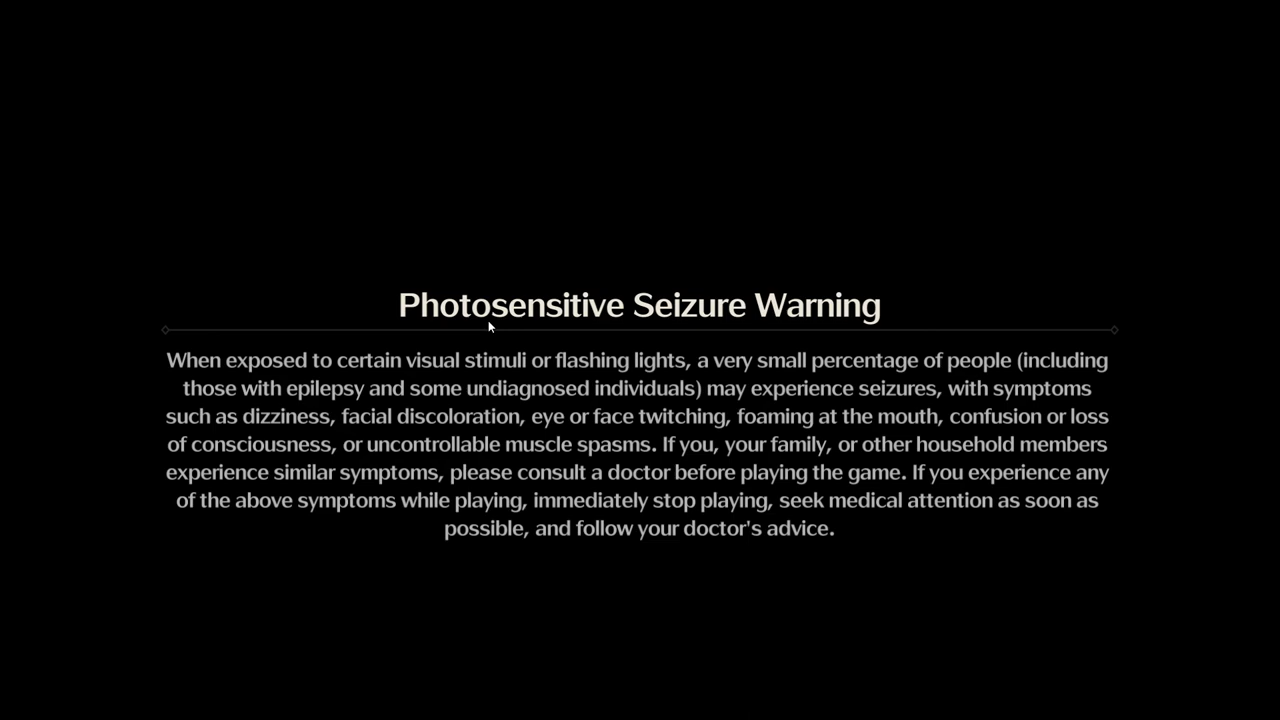 Photosensitive Seizure Warning
When exposed to certain visual stimuli or flashing lights, a very small percentage of people (including
those with epilepsy and some undiagnosed individuals) may experience seizures, with symptoms
such as dizziness, facial discoloration, eye or face twitching, foaming at the mouth, confusion or loss
of consciousness, or uncontrollable muscle spasms. If you, your family, or other household members
experience similar symptoms, please consult a doctor before playing the game. If you experience any
of the above symptoms while playing, immediately stop playing, seek medical attention as soon as
possible, and follow your doctor's advice.